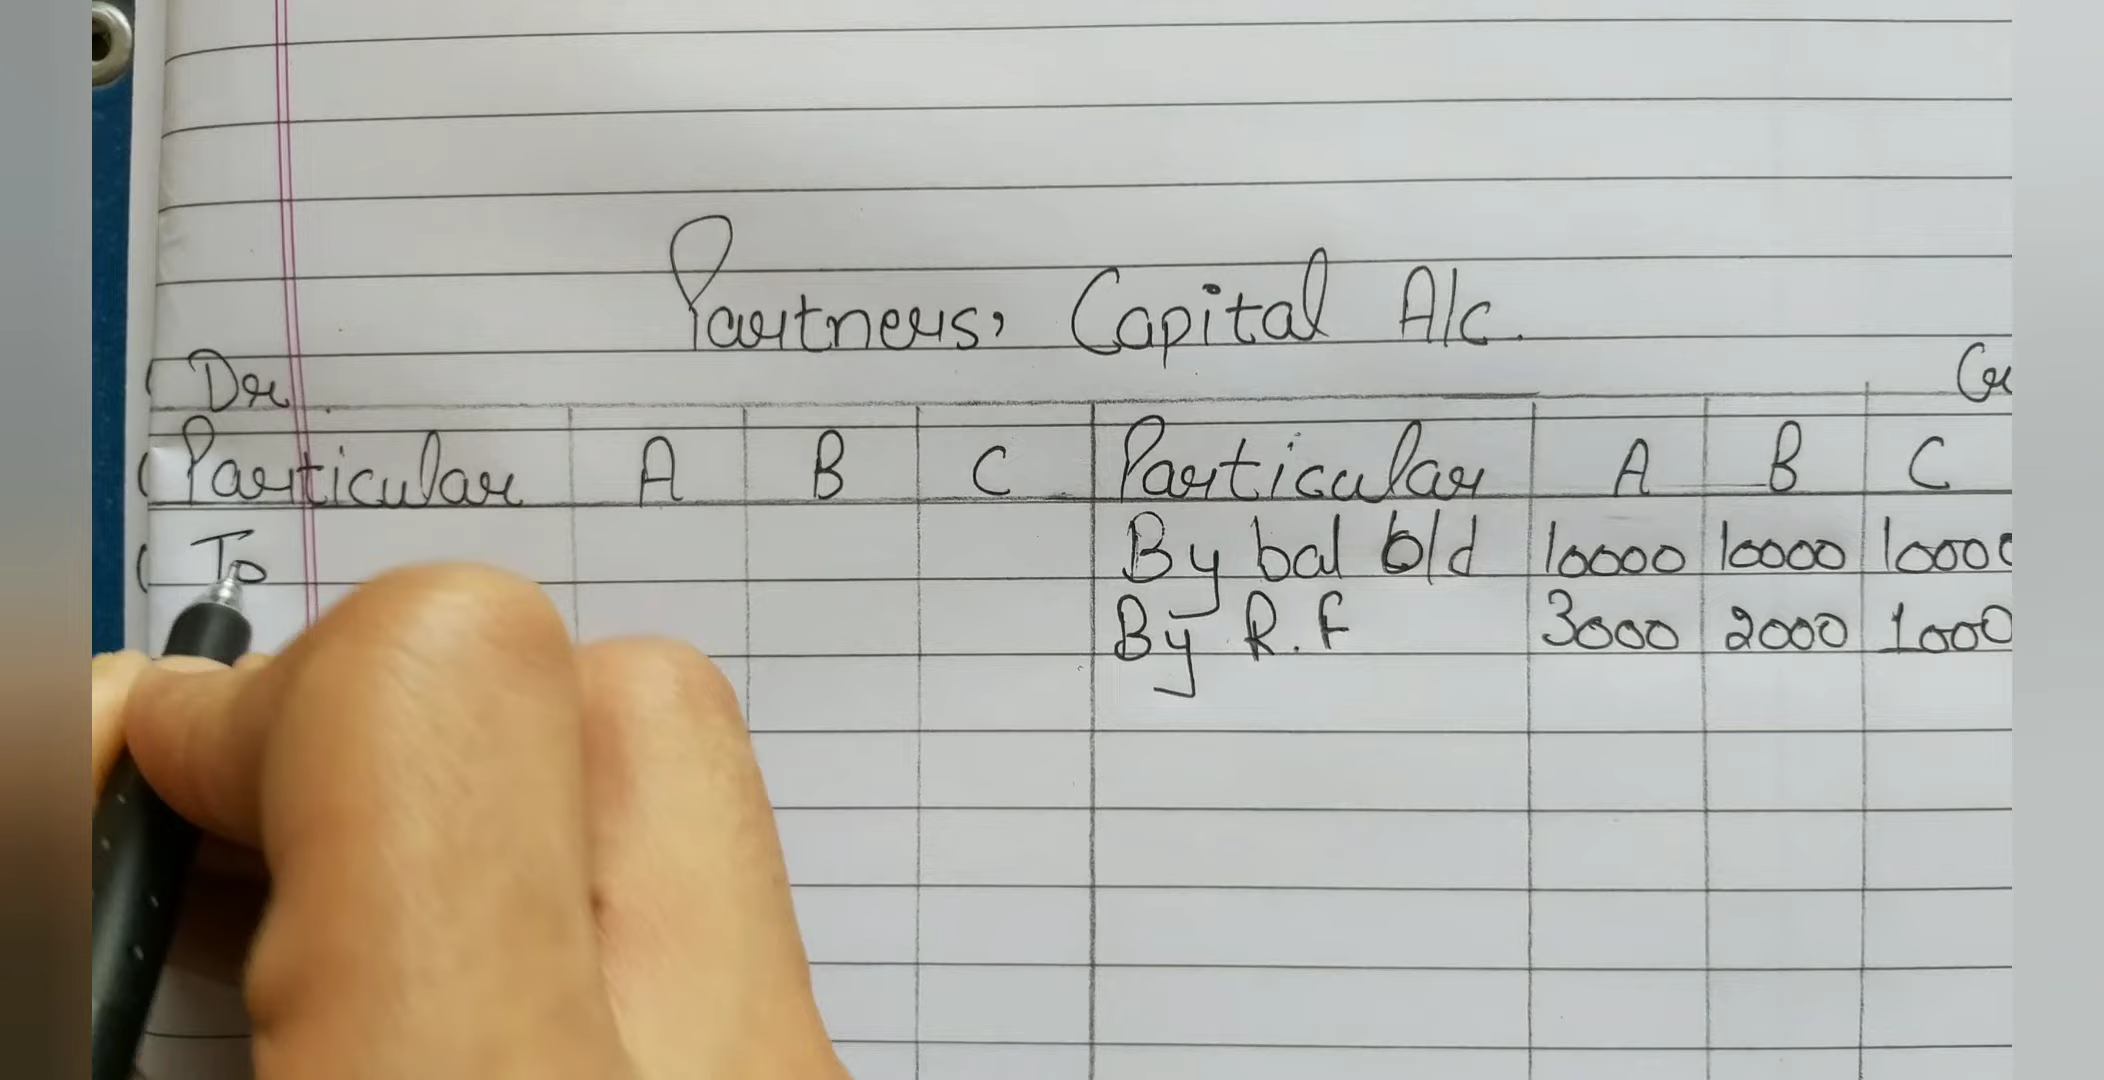 Partners' Capital A/c.
Dr Cr
Particular A B C Particular A B C
To By bal b/d 10000 10000 10000
By R.F 3000 2000 1000